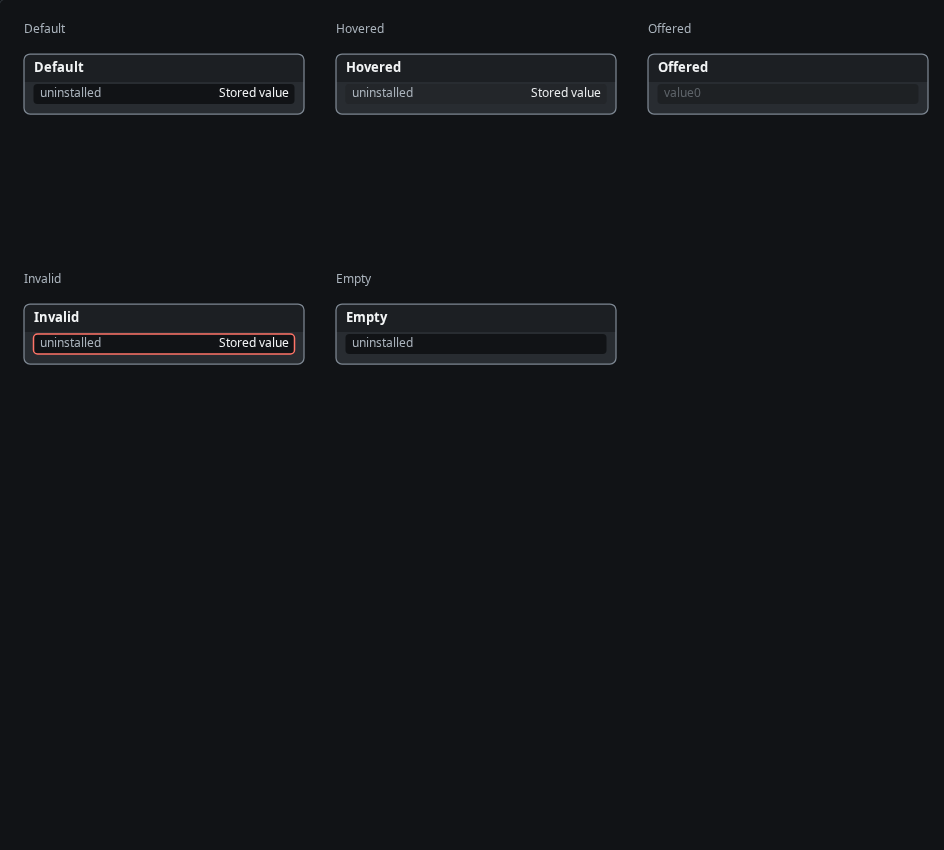 Default
Hovered
Offered
Default
Hovered
Offered
uninstalled Stored value
uninstalled Stored value
value0
Invalid
Empty
Invalid
Empty
uninstalled Stored value
uninstalled